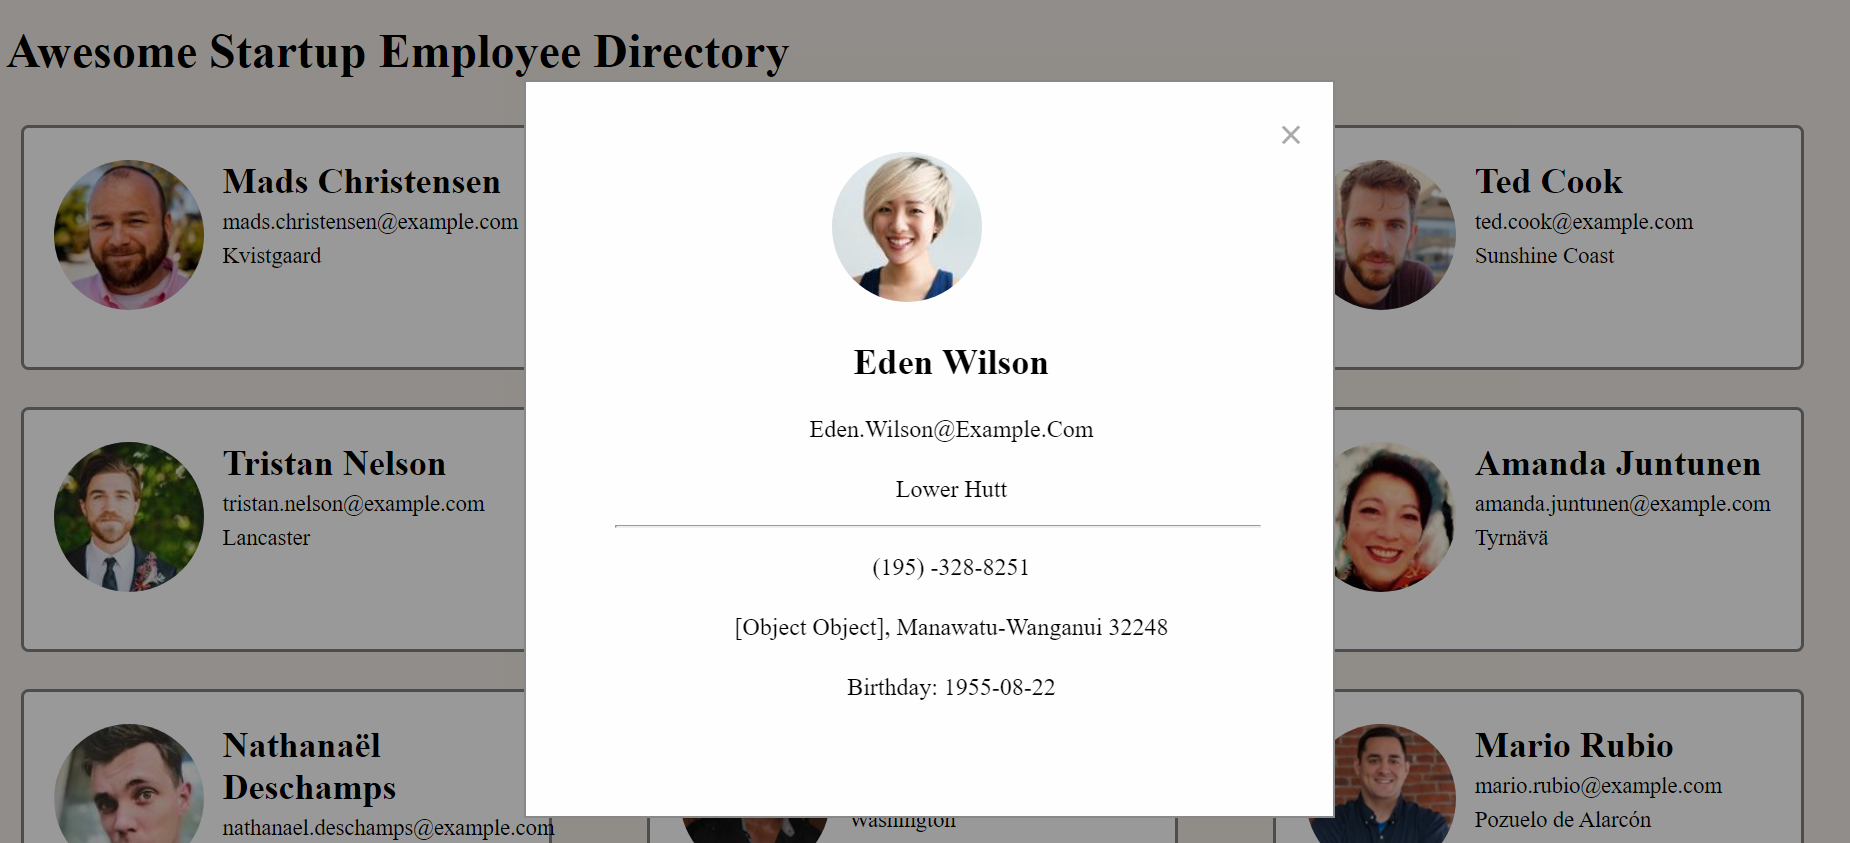 Awesome Startup Employee Directory
Mads Christensen
mads.christensen@example.com
Kvistgaard
Ted Cook
ted.cook@example.com
Sunshine Coast
×
Eden Wilson
Eden.Wilson@Example.Com
Lower Hutt
(195) -328-8251
[Object Object], Manawatu-Wanganui 32248
Birthday: 1955-08-22
Tristan Nelson
tristan.nelson@example.com
Lancaster
Amanda Juntunen
amanda.juntunen@example.com
Tyrnävä
Nathanaël
Deschamps
nathanael.deschamps@example.com
Washington
Mario Rubio
mario.rubio@example.com
Pozuelo de Alarcón